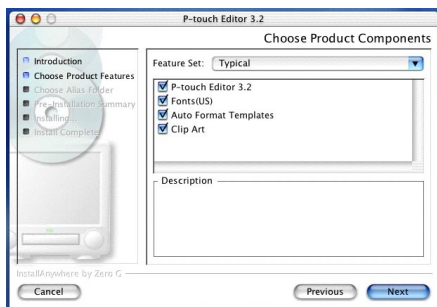 P-touch Editor 3.2
Choose Product Components
Introduction
Choose Product Features
Choose Alias Folder
Pre-Installation Summary
Installing...
Install Complete
Feature Set: Typical
P-touch Editor 3.2
Fonts(US)
Auto Format Templates
Clip Art
Description
InstallAnywhere by Zero G
Cancel
Previous
Next